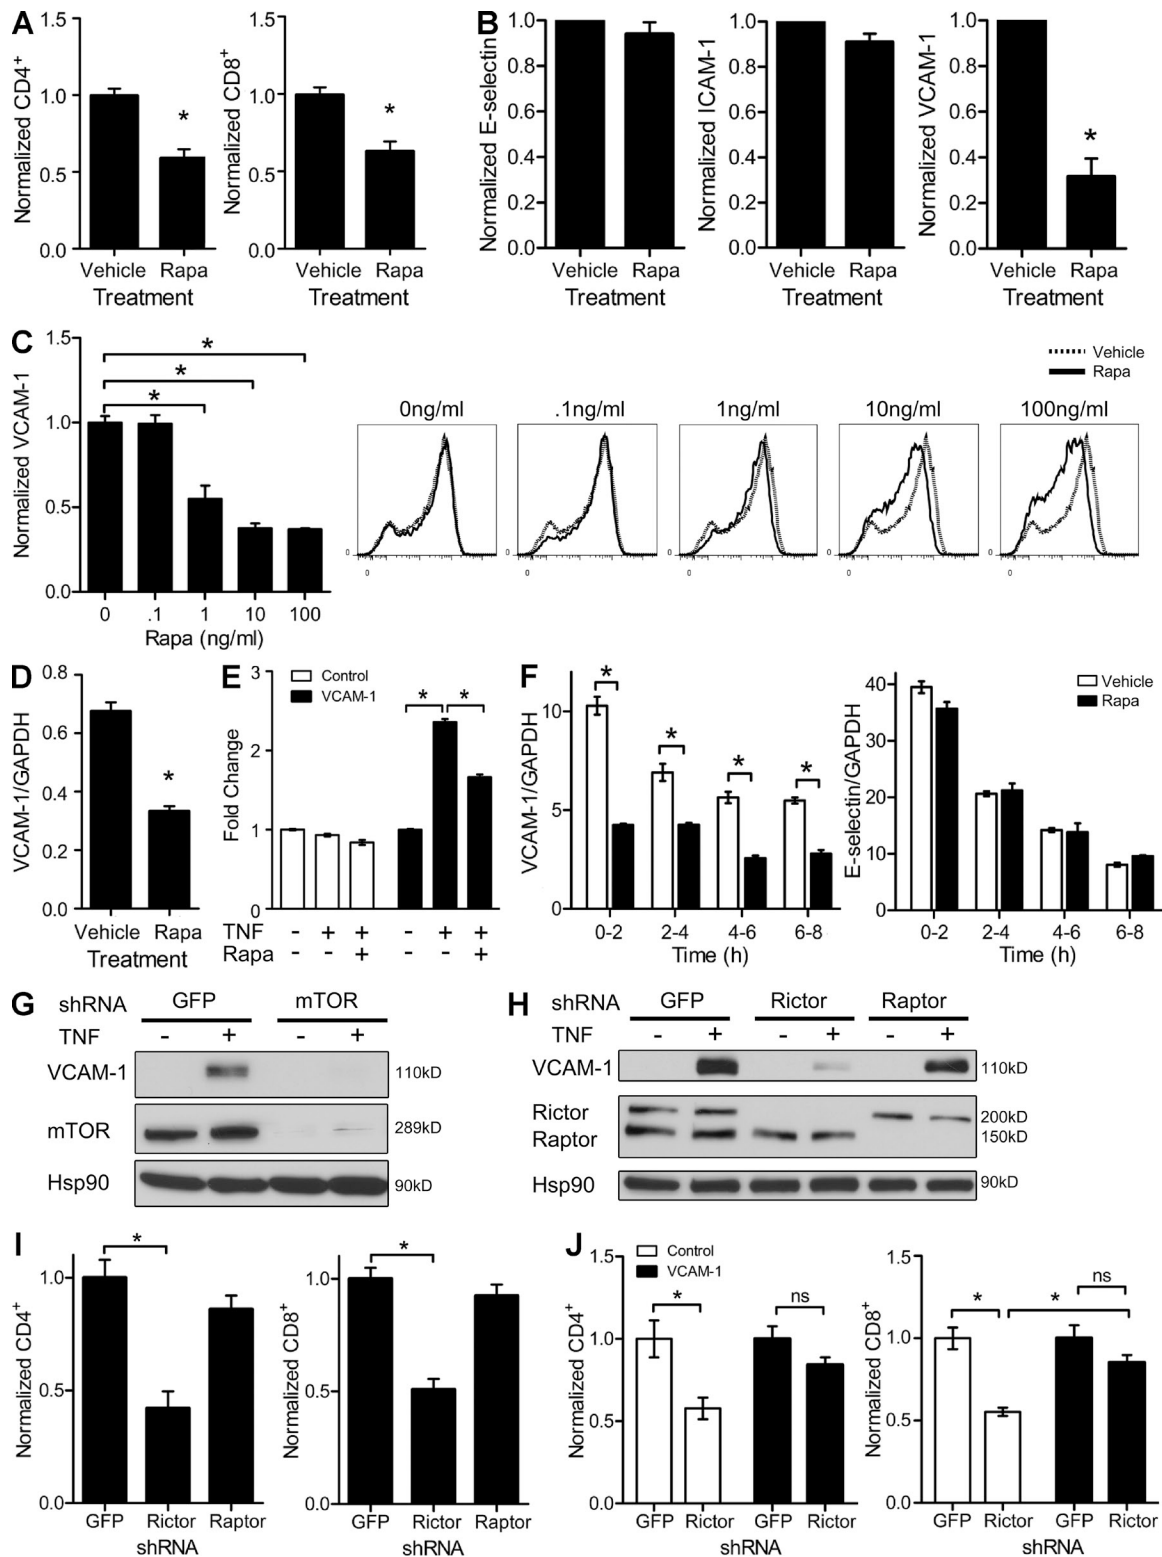 A
Normalized CD4+
1.5
1.0
0.5
0.0
*
Vehicle Rapa
Treatment
Normalized CD8+
1.5
1.0
0.5
0.0
*
Vehicle Rapa
Treatment
B
Normalized E-selectin
1.0
0.8
0.6
0.4
0.2
0.0
Vehicle Rapa
Treatment
Normalized ICAM-1
1.0
0.8
0.6
0.4
0.2
0.0
Vehicle Rapa
Treatment
Normalized VCAM-1
1.0
0.8
0.6
0.4
0.2
0.0
*
Vehicle Rapa
Treatment
C
Normalized VCAM-1
1.5
1.0
0.5
0.0
*
*
*
0 .1 1 10 100
Rapa (ng/ml)
Vehicle
Rapa
0ng/ml .1ng/ml 1ng/ml 10ng/ml 100ng/ml
0 0 0 0 0
0 0 0 0 0
D
VCAM-1/GAPDH
0.8
0.6
0.4
0.2
0.0
*
Vehicle Rapa
Treatment
E
Fold Change
3
2
1
0
Control
VCAM-1
* *
TNF - + + - + +
Rapa - - + - - +
F
VCAM-1/GAPDH
10
5
0
* * * *
0-2 2-4 4-6 6-8
Time (h)
E-selectin/GAPDH
40
30
20
10
0
Vehicle
Rapa
0-2 2-4 4-6 6-8
Time (h)
G
shRNA GFP mTOR
TNF - + - +
VCAM-1 110kD
mTOR 289kD
Hsp90 90kD
H
shRNA GFP Rictor Raptor
TNF - + - + - +
VCAM-1 110kD
Rictor 200kD
Raptor 150kD
Hsp90 90kD
I
Normalized CD4+
1.0
0.5
0.0
*
GFP Rictor Raptor
shRNA
Normalized CD8+
1.0
0.5
0.0
*
GFP Rictor Raptor
shRNA
J
Normalized CD4+
1.5
1.0
0.5
0.0
Control
VCAM-1
* ns
GFP Rictor GFP Rictor
shRNA
Normalized CD8+
1.5
1.0
0.5
0.0
* * ns
GFP Rictor GFP Rictor
shRNA